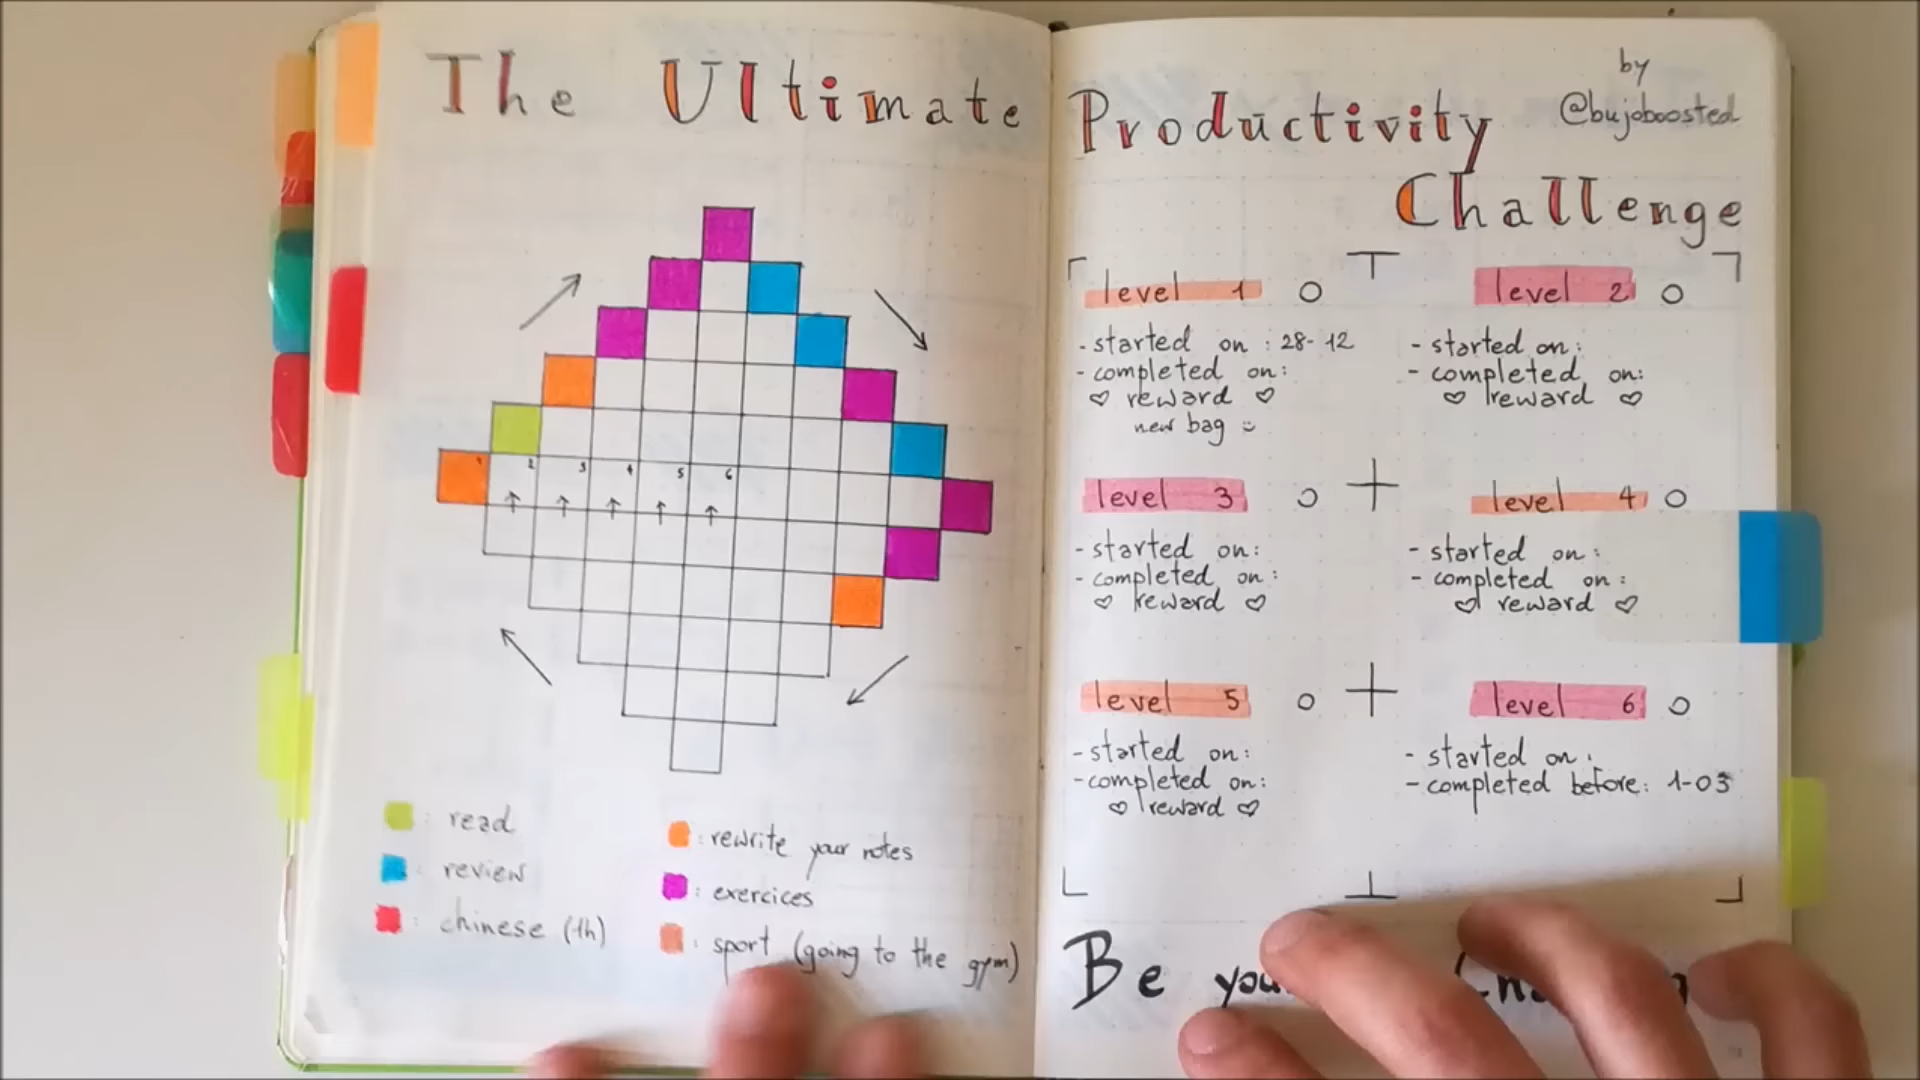 The Ultimate Productivity
Challenge
by
@bujoboosted
1 2 3 4 5 6
read
review
chinese (1h)
: rewrite your notes
: exercices
: sport (going to the gym)
level 1
- started on : 28-12
- completed on:
♡ reward ♡
new bag
level 2
- started on:
- completed on:
♡ reward ♡
level 3
- started on:
- completed on:
♡ reward ♡
level 4
- started on:
- completed on:
♡ reward ♡
level 5
- started on:
- completed on:
♡ reward ♡
level 6
- started on:
- completed before: 1-03
Be